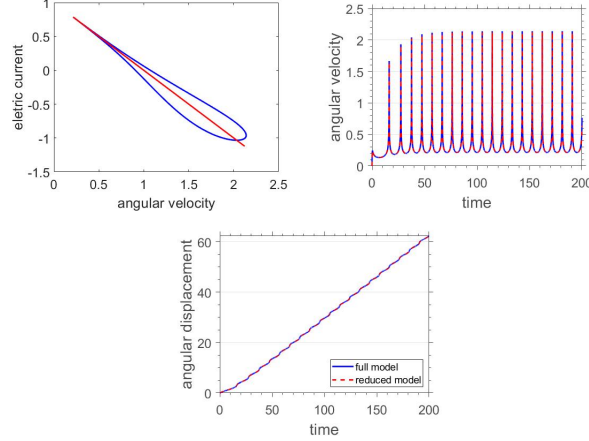 1
0.5
0
-0.5
-1
-1.5
eletric current
0 0.5 1 1.5 2 2.5
angular velocity
2.5
2
1.5
1
0.5
0
angular velocity
0 50 100 150 200
time
60
40
20
0
angular displacement
full model
reduced model
0 50 100 150 200
time